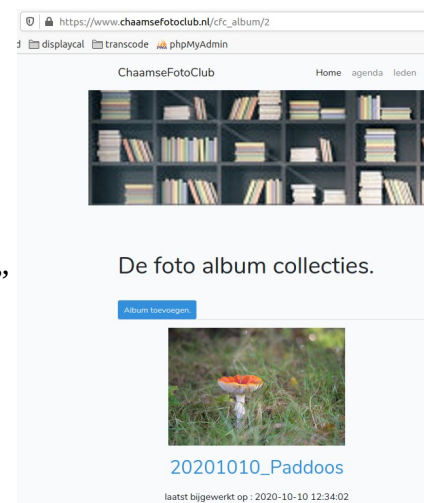 https://www.chaamsefotoclub.nl/cfc_album/2
d displaycal transcode phpMyAdmin
ChaamseFotoClub Home agenda leden
”
De foto album collecties.
Album toevoegen.
20201010_Paddoos
laatst bijgewerkt op : 2020-10-10 12:34:02